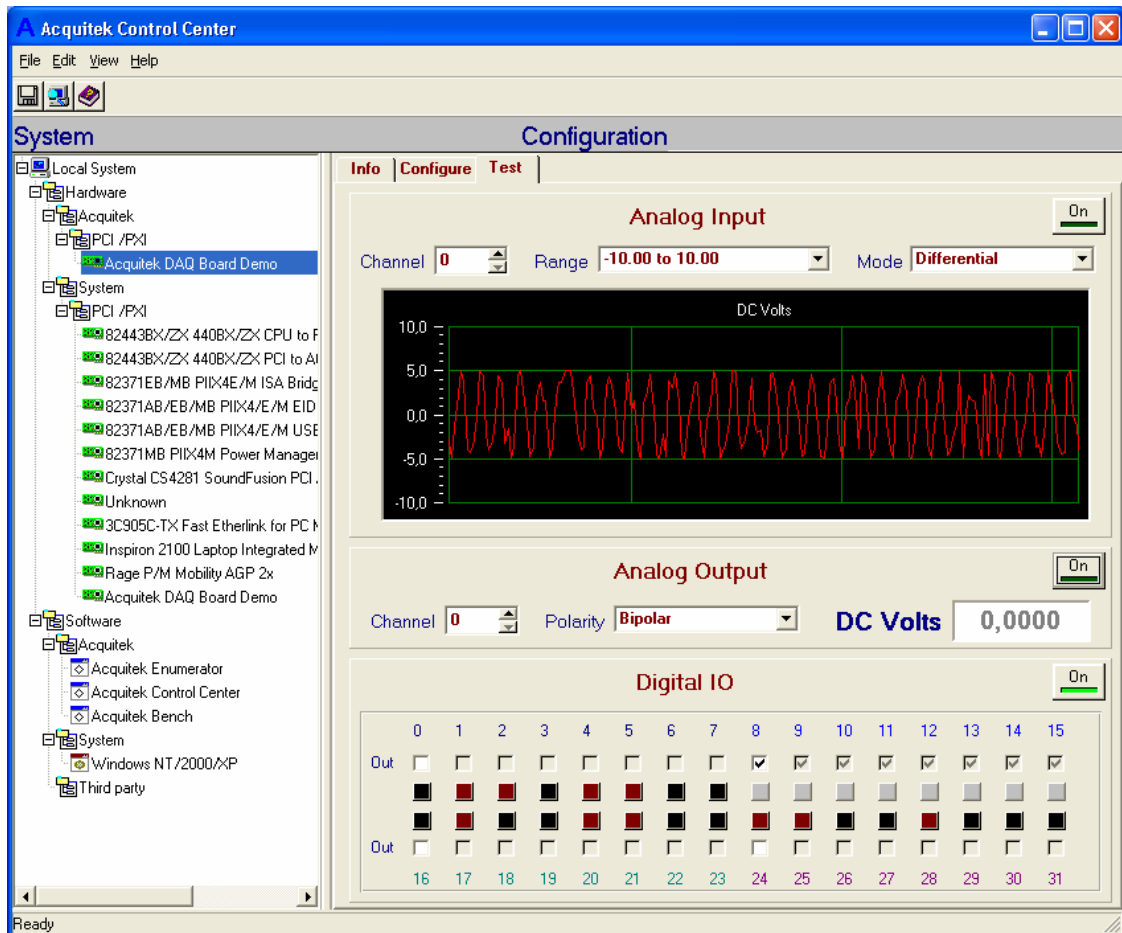 Acquitek Control Center
File Edit View Help
System
Configuration
Local System
Hardware
Acquitek
PCI /PXI
Acquitek DAQ Board Demo
System
PCI /PXI
82443BX/ZX 440BX/ZX CPU to F
82443BX/ZX 440BX/ZX PCI to A
82371EB/MB PIIX4E/M ISA Bridg
82371AB/EB/MB PIIX4/E/M EID
82371AB/EB/MB PIIX4/E/M USE
82371MB PIIX4M Power Manager
Crystal CS4281 SoundFusion PCI
Unknown
3C905C-TX Fast Etherlink for PC M
Inspiron 2100 Laptop Integrated M
Rage P/M Mobility AGP 2x
Acquitek DAQ Board Demo
Software
Acquitek
Acquitek Enumerator
Acquitek Control Center
Acquitek Bench
System
Windows NT/2000/XP
Third party
Info Configure Test
Analog Input
On
Channel 0 Range -10.00 to 10.00 Mode Differential
DC Volts
10,0
5,0
0,0
-5,0
-10,0
Analog Output
On
Channel 0 Polarity Bipolar DC Volts 0,0000
Digital IO
On
0 1 2 3 4 5 6 7 8 9 10 11 12 13 14 15
Out
Out
16 17 18 19 20 21 22 23 24 25 26 27 28 29 30 31
Ready